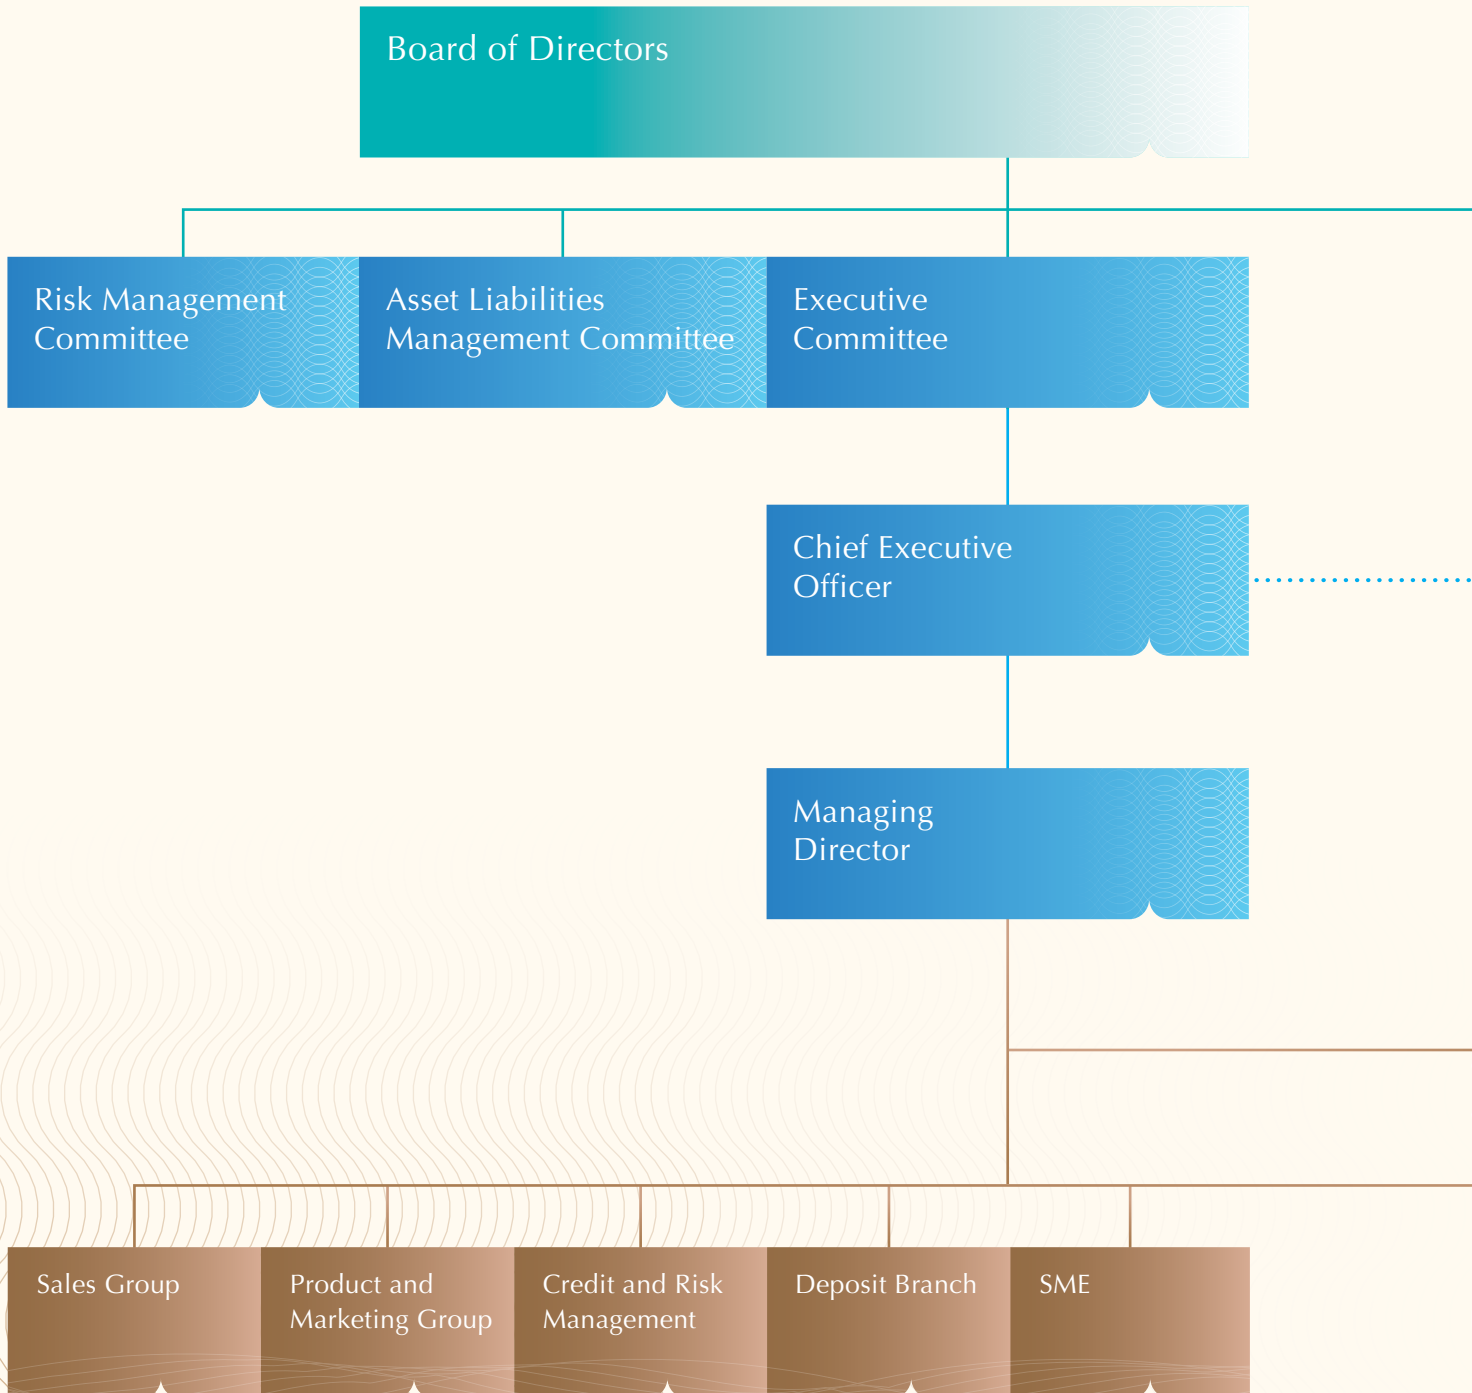 Board of Directors
Risk Management
Committee
Asset Liabilities
Management Committee
Executive
Committee
Chief Executive
Officer
Managing
Director
Sales Group
Product and
Marketing Group
Credit and Risk
Management
Deposit Branch
SME